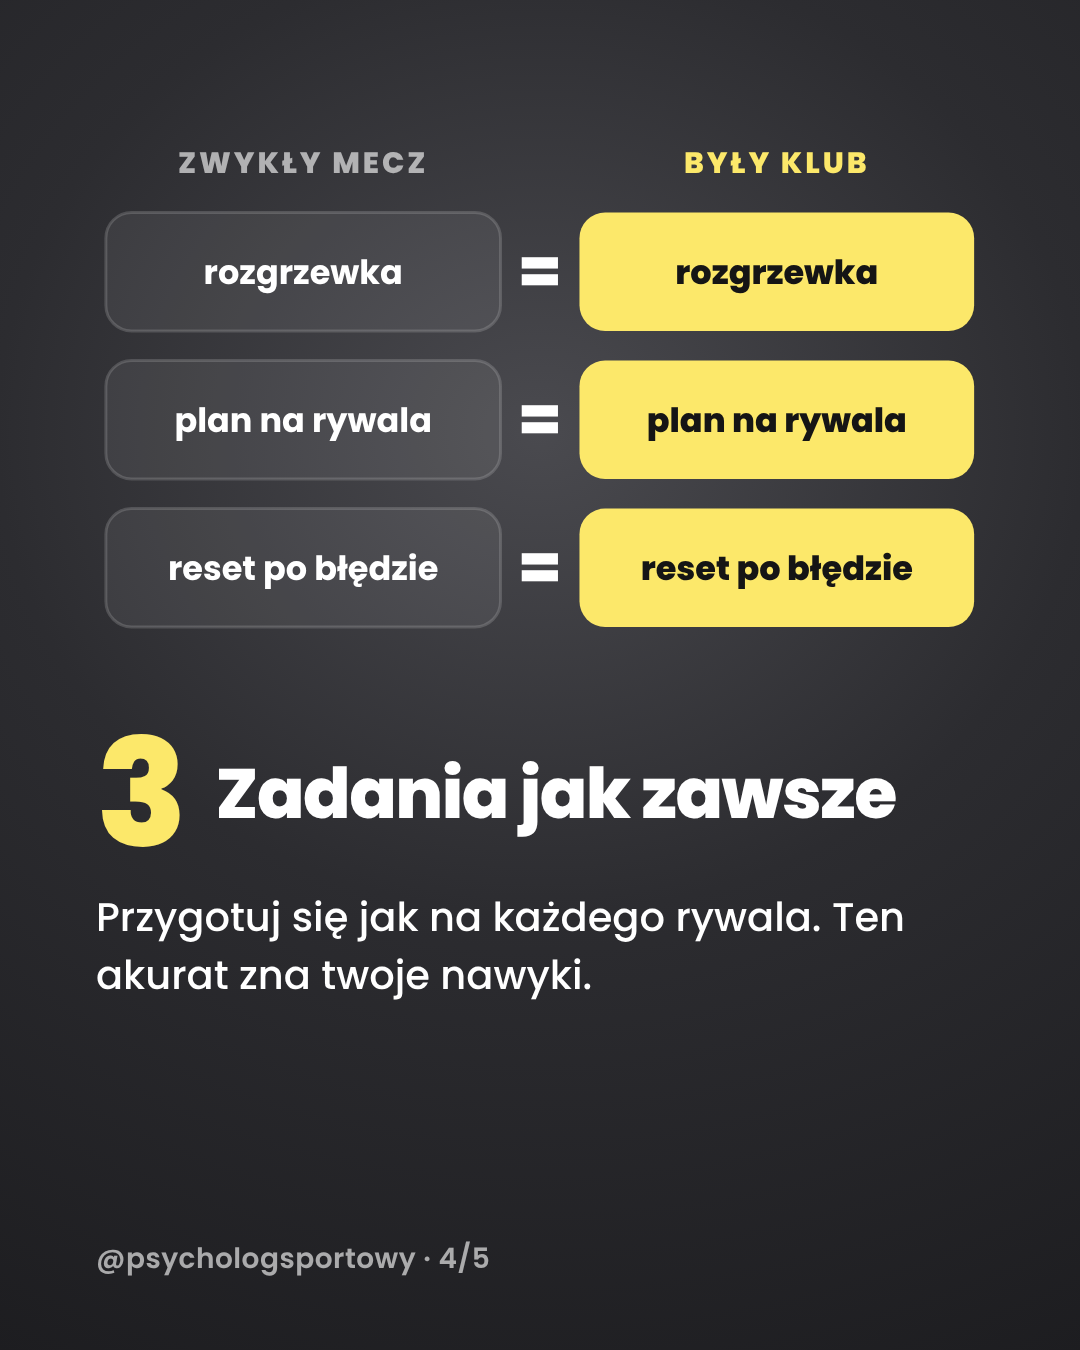 ZWYKŁY MECZ BYŁY KLUB
rozgrzewka = rozgrzewka
plan na rywala = plan na rywala
reset po błędzie = reset po błędzie
3 Zadania jak zawsze
Przygotuj się jak na każdego rywala. Ten
akurat zna twoje nawyki.
@psychologsportowy · 4/5